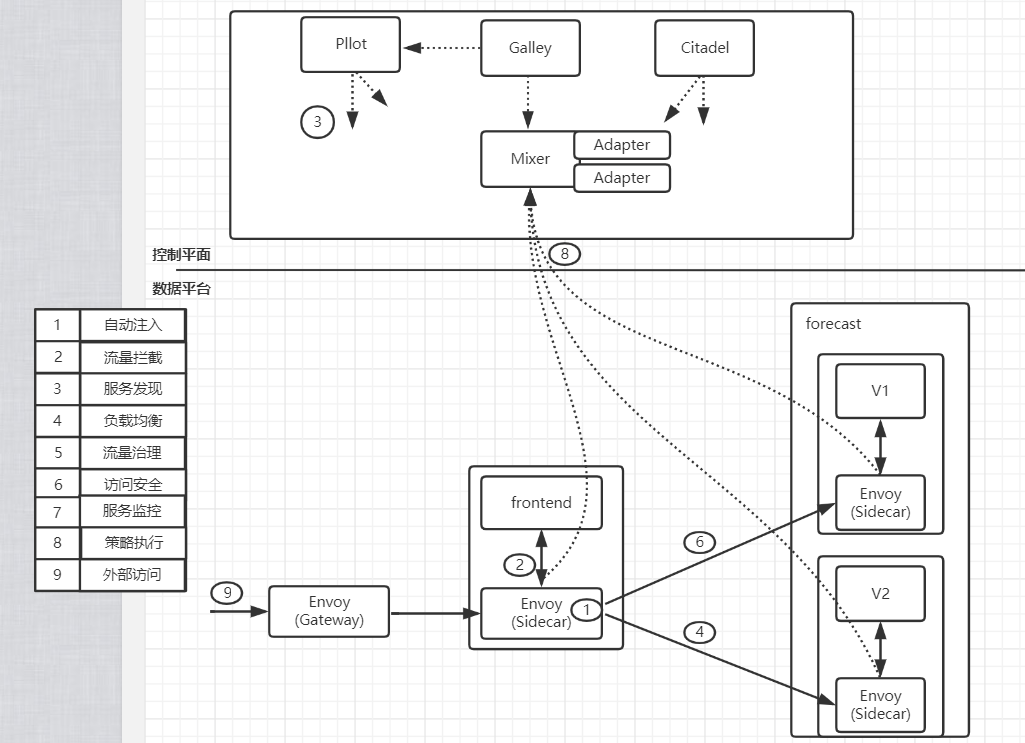 Pllot
Galley
Citadel
3
Mixer
Adapter
Adapter
控制平面
8
数据平台
1 自动注入
2 流量拦截
3 服务发现
4 负载均衡
5 流量治理
6 访问安全
7 服务监控
8 策略执行
9 外部访问
forecast
V1
Envoy
(Sidecar)
frontend
6
2
9
Envoy
(Gateway)
Envoy
(Sidecar)
1
4
V2
Envoy
(Sidecar)